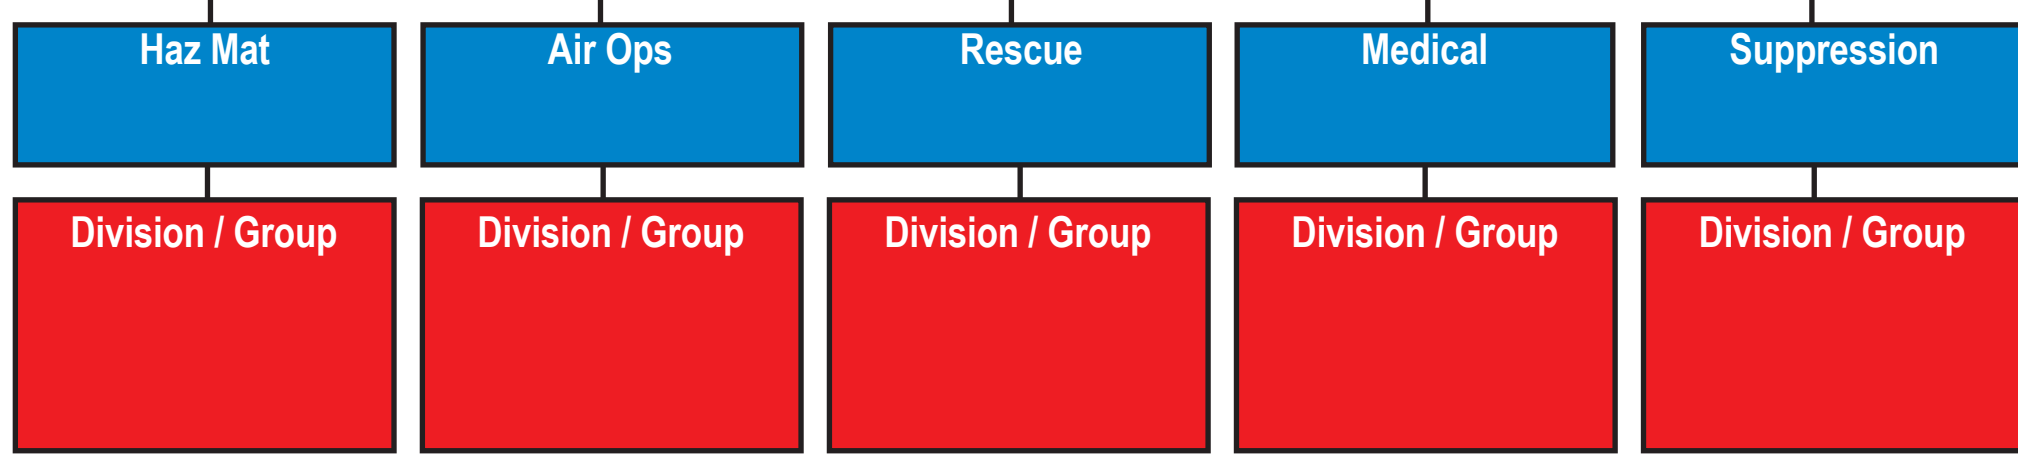 Haz Mat
Air Ops
Rescue
Medical
Suppression
Division / Group
Division / Group
Division / Group
Division / Group
Division / Group